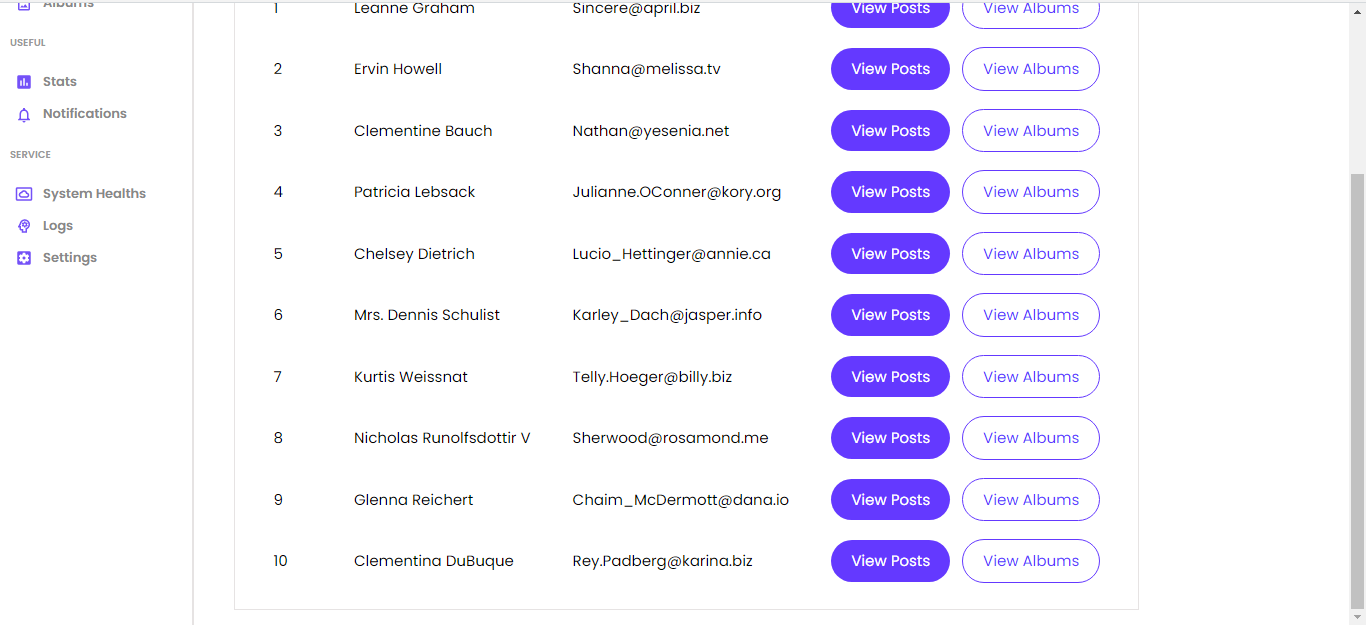 Albums
USEFUL
Stats
Notifications
SERVICE
System Healths
Logs
Settings
1 Leanne Graham Sincere@april.biz View Posts View Albums
2 Ervin Howell Shanna@melissa.tv View Posts View Albums
3 Clementine Bauch Nathan@yesenia.net View Posts View Albums
4 Patricia Lebsack Julianne.OConner@kory.org View Posts View Albums
5 Chelsey Dietrich Lucio_Hettinger@annie.ca View Posts View Albums
6 Mrs. Dennis Schulist Karley_Dach@jasper.info View Posts View Albums
7 Kurtis Weissnat Telly.Hoeger@billy.biz View Posts View Albums
8 Nicholas Runolfsdottir V Sherwood@rosamond.me View Posts View Albums
9 Glenna Reichert Chaim_McDermott@dana.io View Posts View Albums
10 Clementina DuBuque Rey.Padberg@karina.biz View Posts View Albums